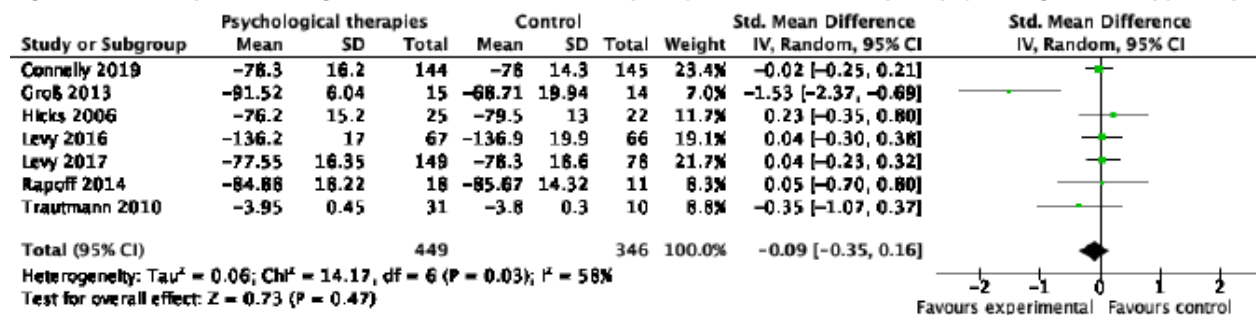 Psychological therapies Control Std. Mean Difference Std. Mean Difference
Study or Subgroup Mean SD Total Mean SD Total Weight IV, Random, 95% CI IV, Random, 95% CI
Connelly 2019 −78.3 16.2 144 −78 14.3 145 23.4% −0.02 [−0.25, 0.21]
Groß 2013 −91.52 6.04 15 −68.71 19.94 14 7.0% −1.53 [−2.37, −0.69]
Hicks 2006 −76.2 15.2 25 −79.5 13 22 11.7% 0.23 [−0.35, 0.80]
Levy 2016 −136.2 17 67 −136.9 19.9 66 19.1% 0.04 [−0.30, 0.38]
Levy 2017 −77.55 16.35 149 −78.3 18.6 78 21.7% 0.04 [−0.23, 0.32]
Rapoff 2014 −84.88 18.22 18 −85.67 14.32 11 8.3% 0.05 [−0.70, 0.80]
Trautmann 2010 −3.95 0.45 31 −3.8 0.3 10 8.8% −0.35 [−1.07, 0.37]
Total (95% CI) 449 346 100.0% −0.09 [−0.35, 0.16]
Heterogeneity: Tau² = 0.06; Chi² = 14.17, df = 6 (P = 0.03); I² = 58%
Test for overall effect: Z = 0.73 (P = 0.47)
−2 −1 0 1 2
Favours experimental Favours control